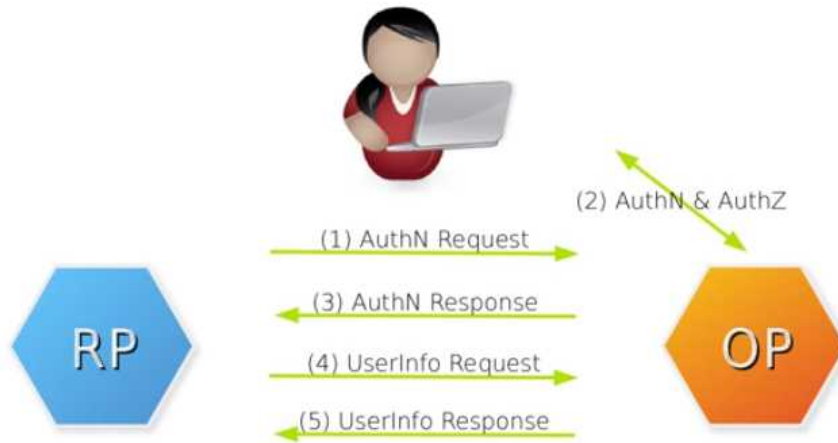 (2) AuthN & AuthZ
(1) AuthN Request
(3) AuthN Response
RP
OP
(4) UserInfo Request
(5) UserInfo Response